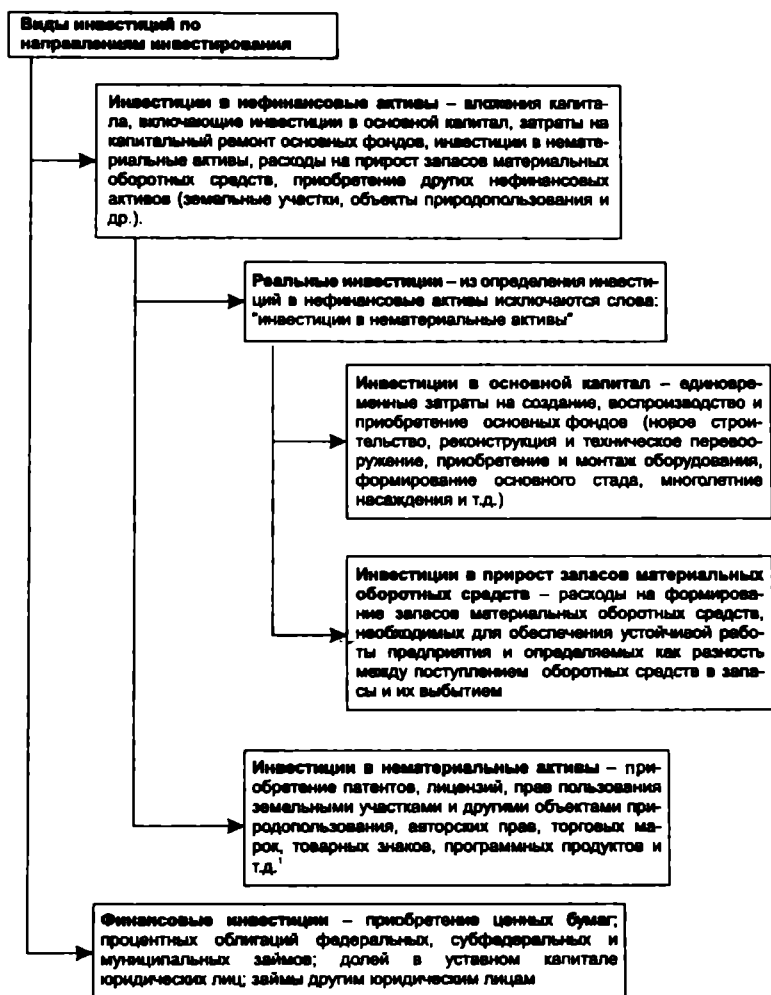 Виды инвестиций по
направлениям инвестирования
Инвестиции в нефинансовые активы – вложения капита-
ла, включающие инвестиции в основной капитал, затраты на
капитальный ремонт основных фондов, инвестиции в немате-
риальные активы, расходы на прирост запасов материальных
оборотных средств, приобретение других нефинансовых
активов (земельные участки, объекты природопользования и
др.).
Реальные инвестиции – из определения инвести-
ций в нефинансовые активы исключаются слова:
"инвестиции в нематериальные активы"
Инвестиции в основной капитал – единовре-
менные затраты на создание, воспроизводство и
приобретение основных фондов (новое строи-
тельство, реконструкция и техническое перевоо-
ружение, приобретение и монтаж оборудования,
формирование основного стада, многолетние
насаждения и т.д.)
Инвестиции в прирост запасов материальных
оборотных средств – расходы на формирова-
ние запасов материальных оборотных средств,
необходимых для обеспечения устойчивой рабо-
ты предприятия и определяемых как разность
между поступлением оборотных средств в запа-
сы и их выбытием
Инвестиции в нематериальные активы – при-
обретение патентов, лицензий, прав пользования
земельными участками и другими объектами при-
родопользования, авторских прав, торговых ма-
рок, товарных знаков, программных продуктов и
т.д.¹
Финансовые инвестиции – приобретение ценных бумаг;
процентных облигаций федеральных, субфедеральных и
муниципальных займов; долей в уставном капитале
юридических лиц; займы другим юридическим лицам